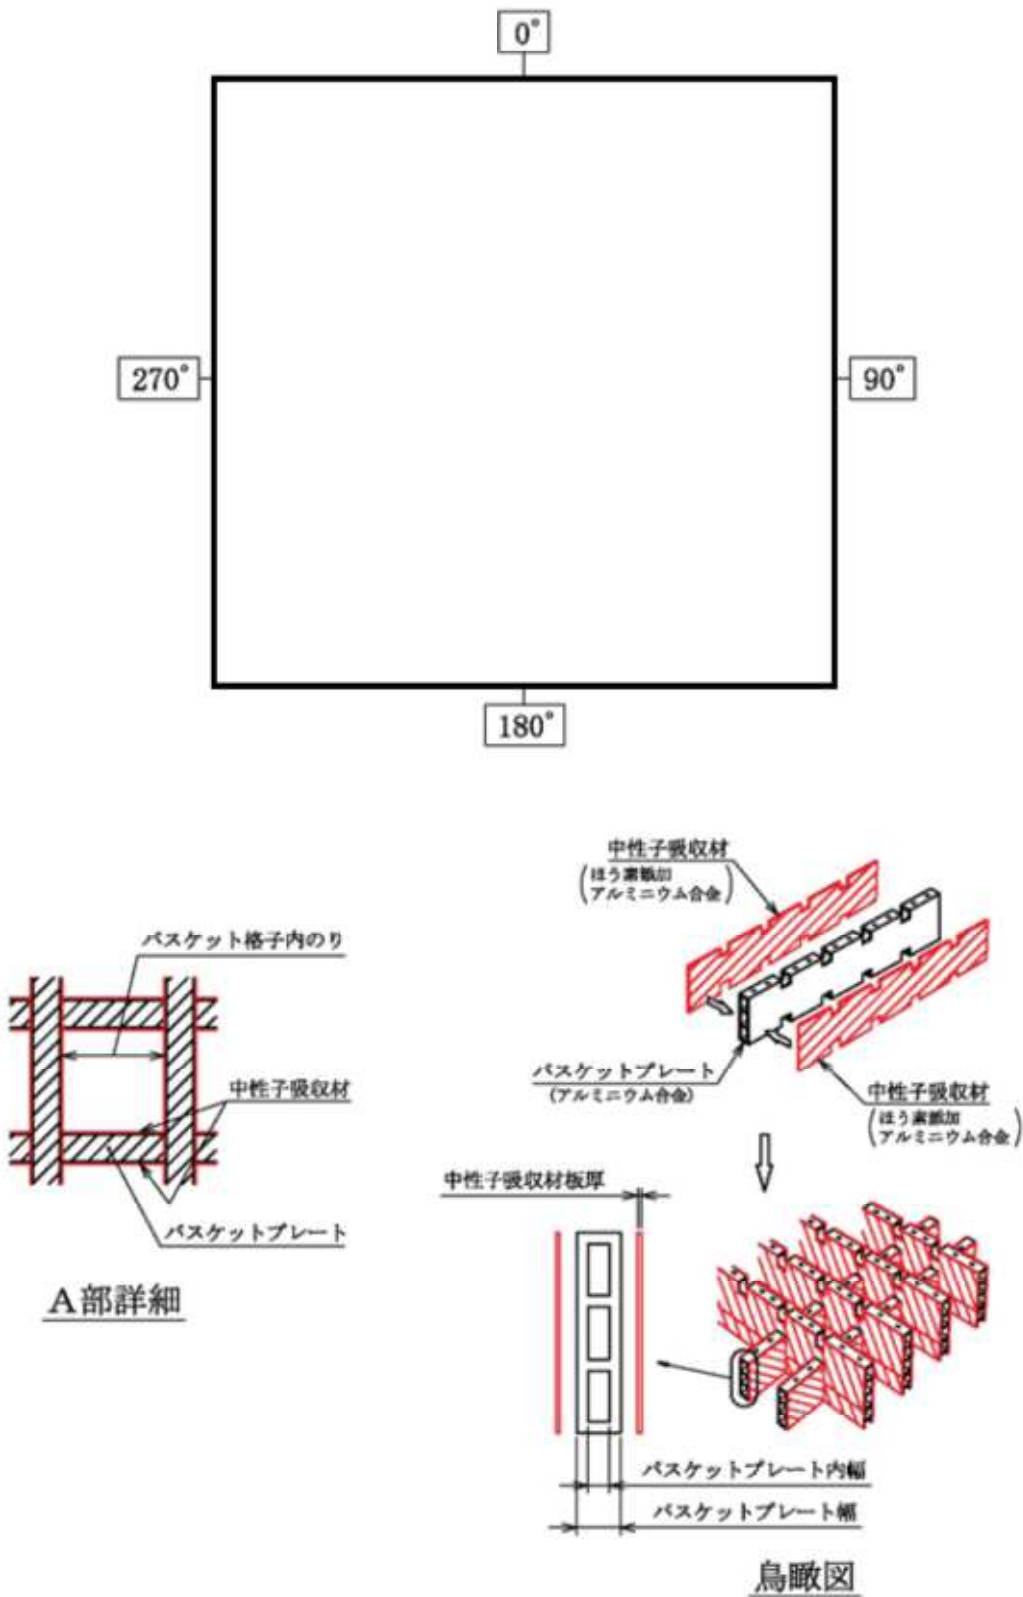 0°
270°
90°
180°
中性子吸収材
(ほう素添加
アルミニウム合金)
バスケット格子内のり
中性子吸収材
バスケットプレート
A部詳細
バスケットプレート
(アルミニウム合金)
中性子吸収材
(ほう素添加
アルミニウム合金)
中性子吸収材板厚
バスケットプレート内幅
バスケットプレート幅
鳥瞰図